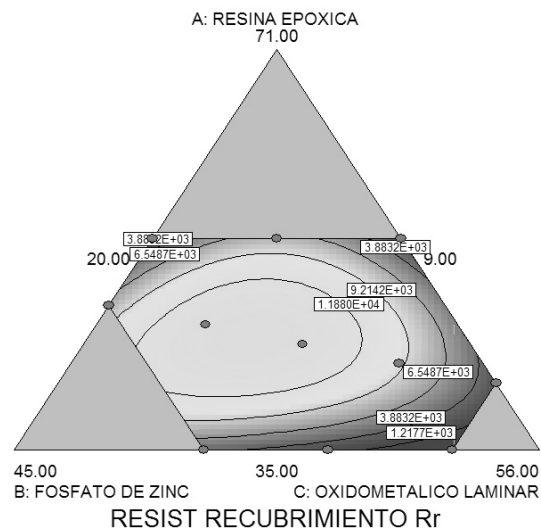 A: RESINA EPOXICA
71.00
3.8832E+03
3.8832E+03
6.5487E+03
20.00
9.00
9.2142E+03
1.1880E+04
6.5487E+03
3.8832E+03
1.2177E+03
45.00 35.00 56.00
B: FOSFATO DE ZINC C: OXIDOMETALICO LAMINAR
RESIST RECUBRIMIENTO Rr